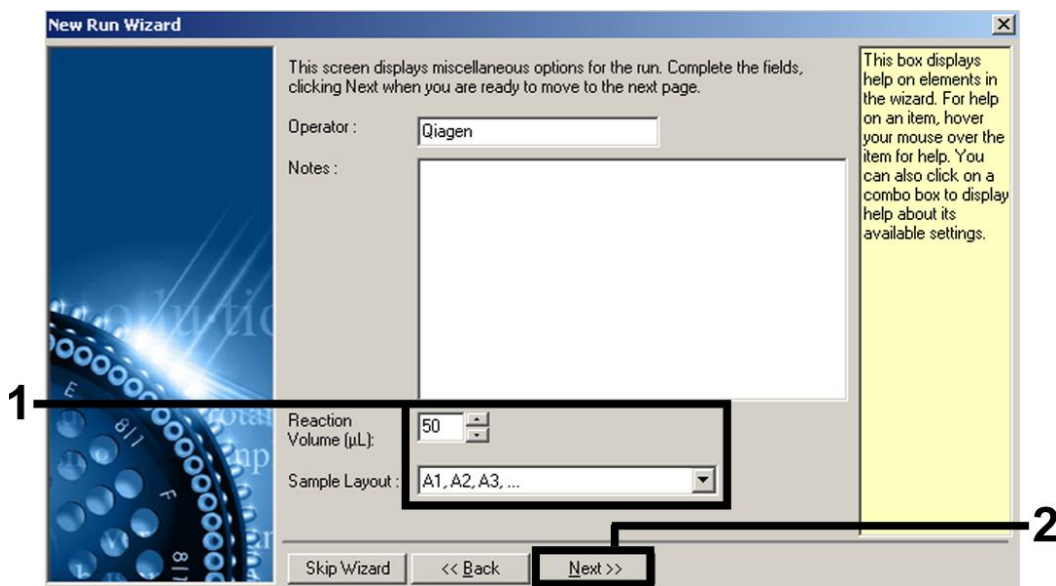 New Run Wizard
This screen displays miscellaneous options for the run. Complete the fields,
clicking Next when you are ready to move to the next page.
Operator :
Qiagen
Notes :
This box displays
help on elements in
the wizard. For help
on an item, hover
your mouse over the
item for help. You
can also click on a
combo box to display
help about its
available settings.
1
Reaction
Volume (µL):
50
Sample Layout :
A1, A2, A3, ...
2
Skip Wizard
<< Back
Next >>
E
8/1
F
8/1